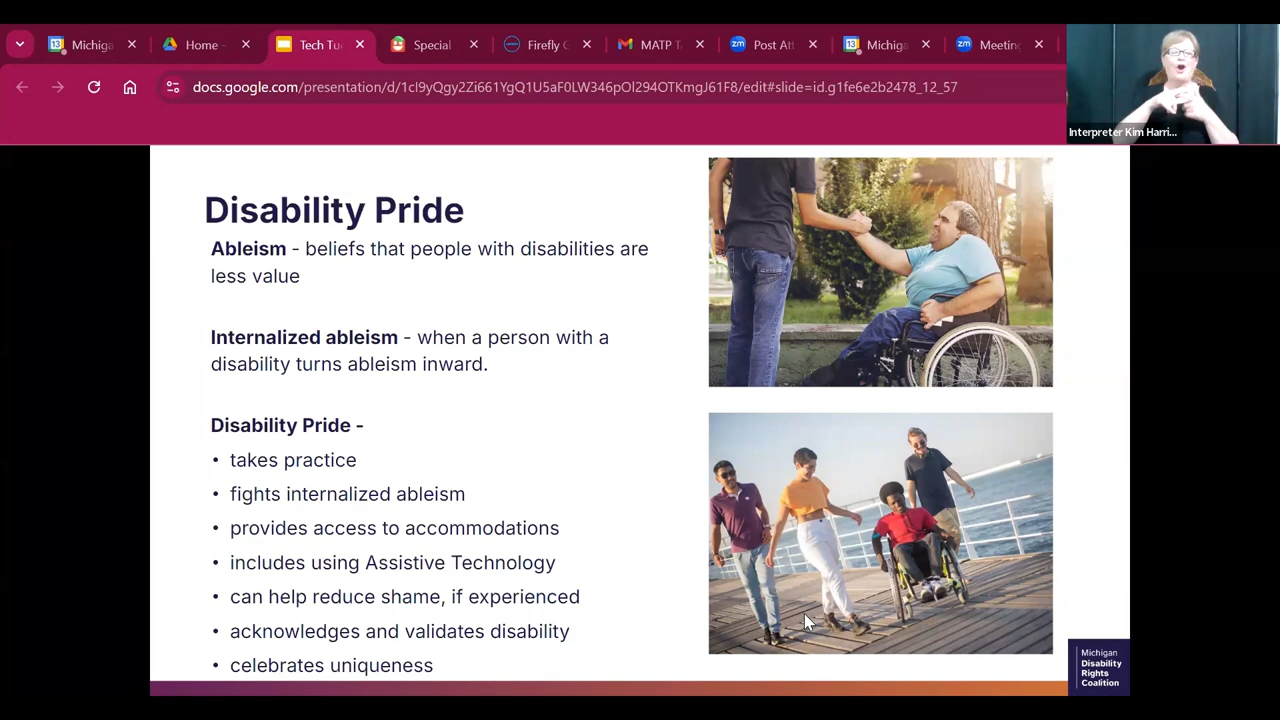 Michiga
Home
Tech Tu
Special
Firefly
MATP T
Post Att
Michiga
Meeting
docs.google.com/presentation/d/1cI9yQgy2Zi661YgQ1U5aF0LW346pOl294OTKmgJ61F8/edit#slide=id.g1fe6e2b2478_12_57
Interpreter Kim Harri...
Disability Pride
Ableism - beliefs that people with disabilities are
less value
Internalized ableism - when a person with a
disability turns ableism inward.
Disability Pride -
• takes practice
• fights internalized ableism
• provides access to accommodations
• includes using Assistive Technology
• can help reduce shame, if experienced
• acknowledges and validates disability
• celebrates uniqueness
Michigan
Disability
Rights
Coalition